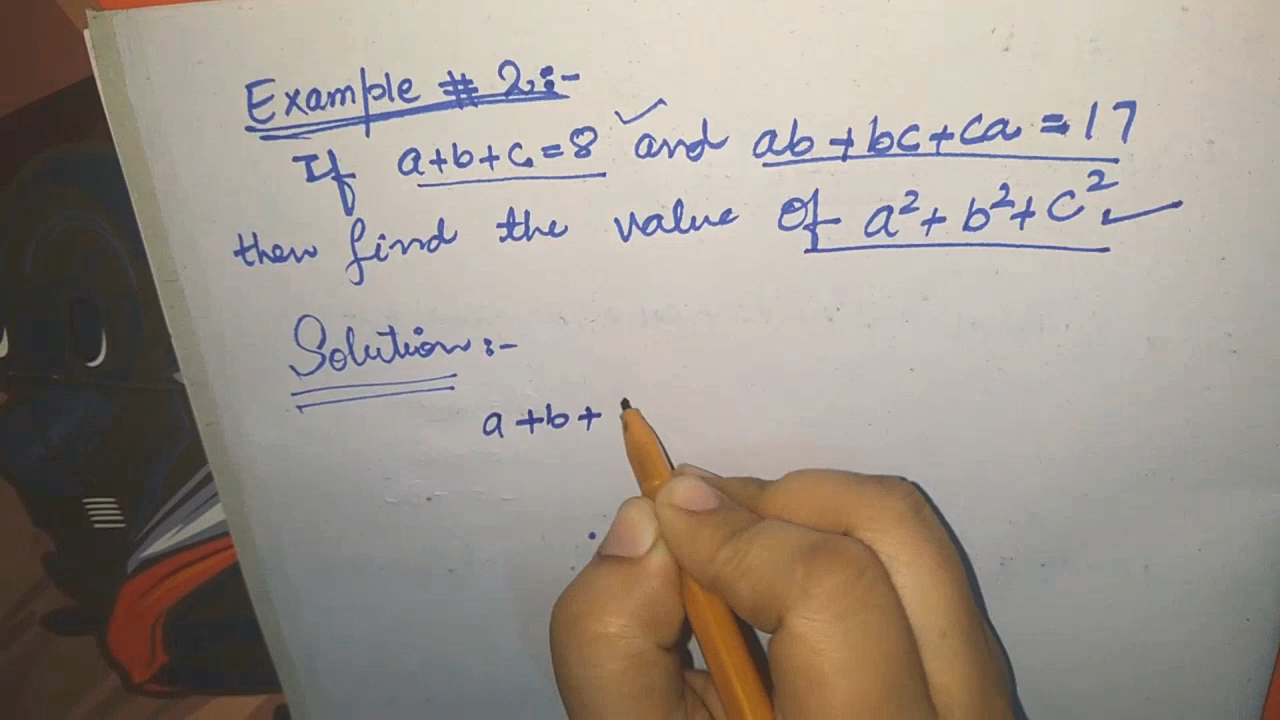 Example # 2:-
If a+b+c=8 and ab+bc+ca=17
then find the value of a²+b²+c².
Solution:-
a+b+